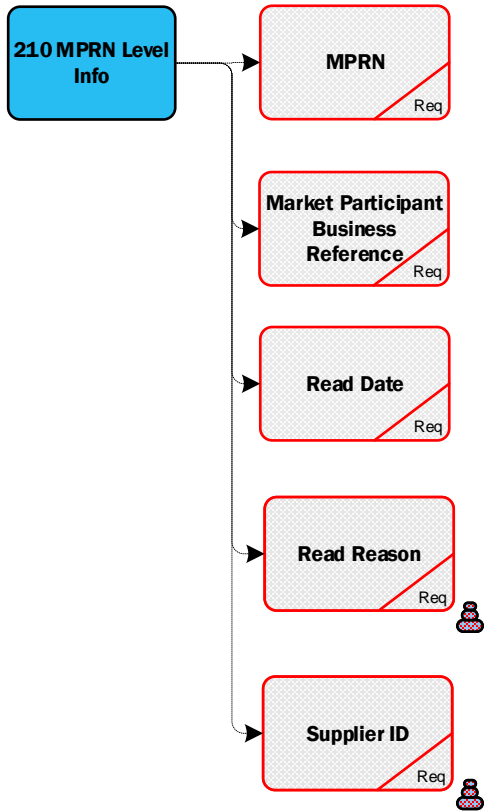 210 MPRN Level
Info
MPRN
Req
Market Participant
Business
Reference
Req
Read Date
Req
Read Reason
Req
Supplier ID
Req